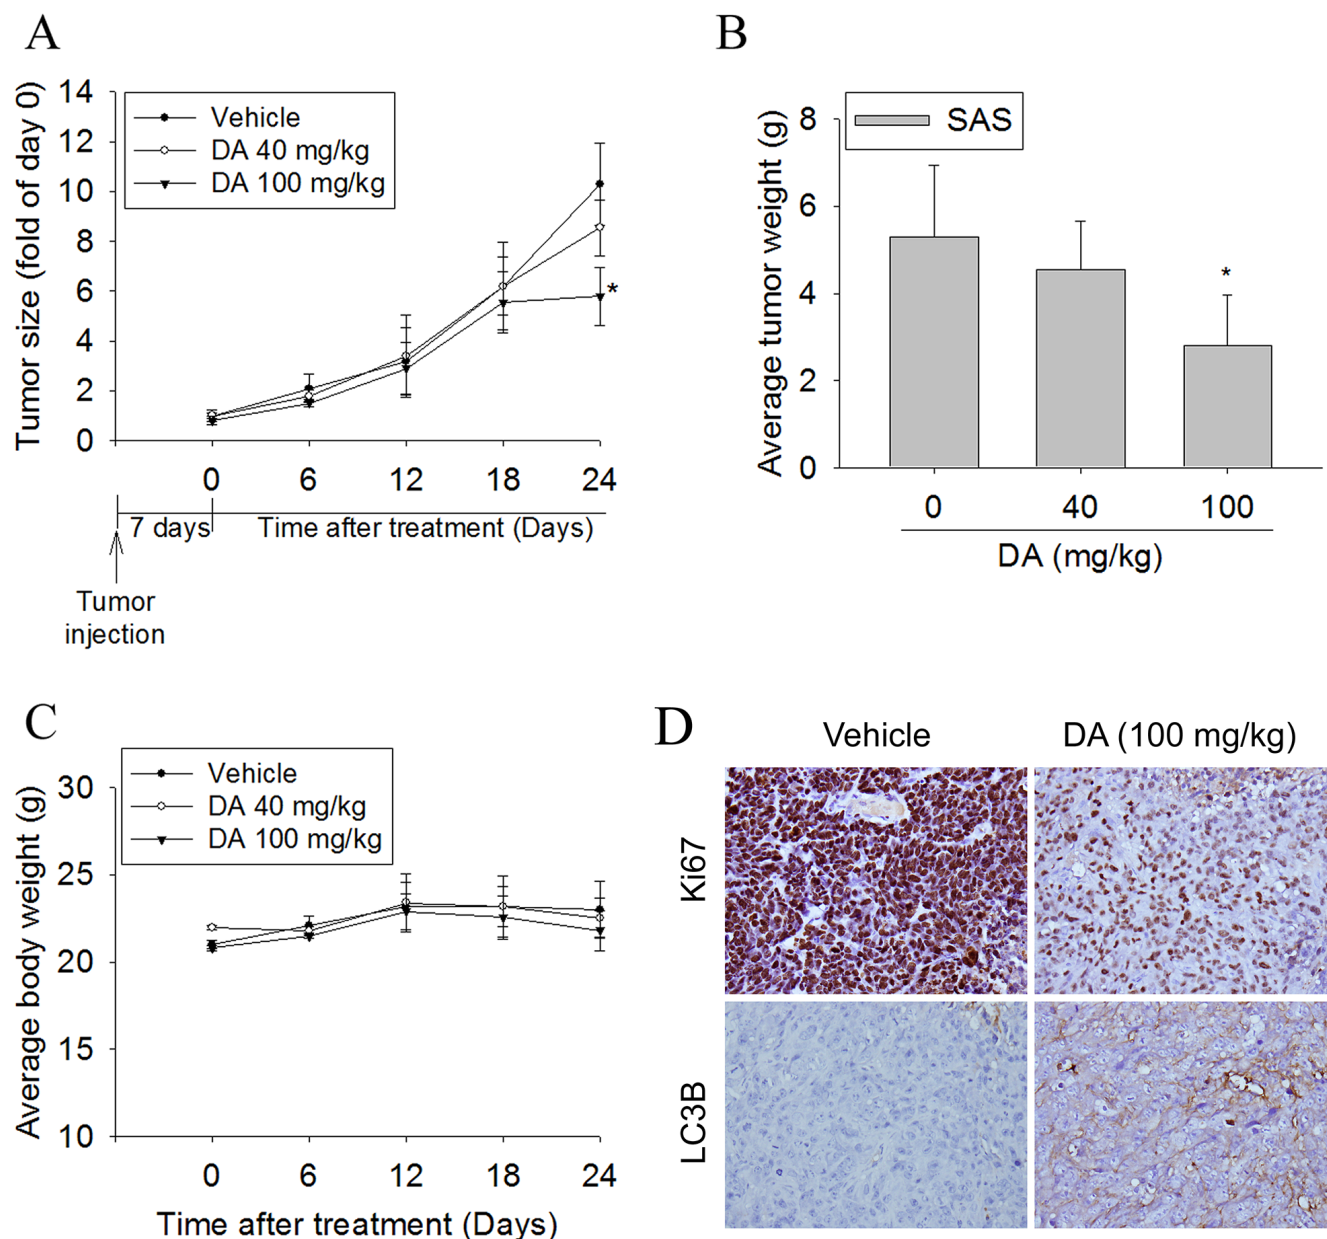 A
Tumor size (fold of day 0)
14
12
10
8
6
4
2
0
Vehicle
DA 40 mg/kg
DA 100 mg/kg
*
0 6 12 18 24
7 days Time after treatment (Days)
Tumor
injection
B
Average tumor weight (g)
8
6
4
2
0
SAS
*
0 40 100
DA (mg/kg)
C
Average body weight (g)
30
25
20
15
10
Vehicle
DA 40 mg/kg
DA 100 mg/kg
0 6 12 18 24
Time after treatment (Days)
D
Vehicle DA (100 mg/kg)
Ki67
LC3B